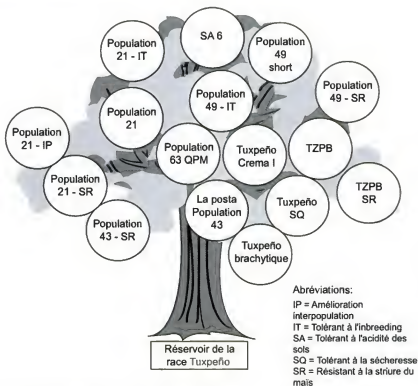 Population
21 - IT
SA 6
Population
49
short
Population
49 - IT
Population
49 - SR
Population
21
Population
21 - IP
Population
63 QPM
Tuxpeño
Crema I
TZPB
Population
21 - SR
La posta
Population
43
Tuxpeño
SQ
TZPB
SR
Population
43 - SR
Tuxpeño
brachytique
Abréviations:
IP = Amélioration
interpopulation
IT = Tolérant à l'inbreeding
SA = Tolérant à l'acidité des
sols
SQ = Tolérant à la sécheresse
SR = Résistant à la striure du
maïs
Réservoir de la
race Tuxpeño